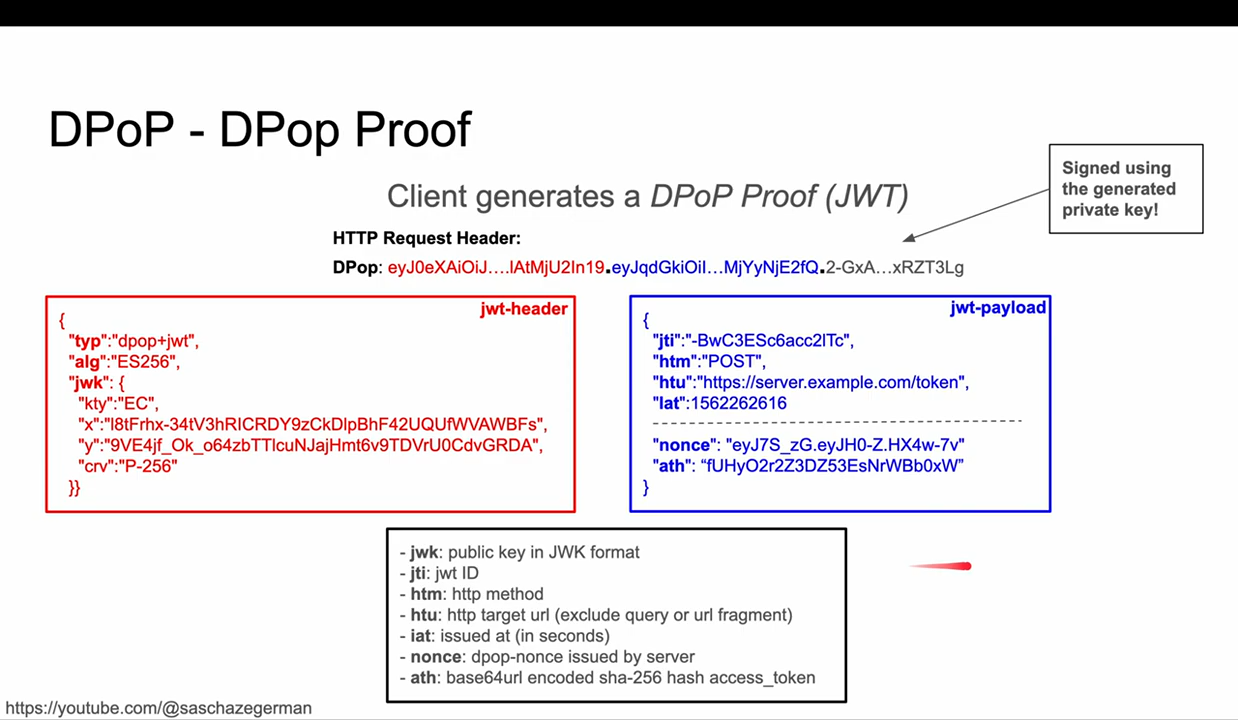 DPoP - DPop Proof
Client generates a DPoP Proof (JWT)
Signed using
the generated
private key!
HTTP Request Header:
DPop: eyJ0eXAiOiJ....lAtMjU2In19.eyJqdGkiOiI...MjYyNjE2fQ.2-GxA...xRZT3Lg
jwt-header
{
"typ":"dpop+jwt",
"alg":"ES256",
"jwk": {
"kty":"EC",
"x":"l8tFrhx-34tV3hRICRDY9zCkDlpBhF42UQUfWVAWBFs",
"y":"9VE4jf_Ok_o64zbTTlcuNJajHmt6v9TDVrU0CdvGRDA",
"crv":"P-256"
}}
jwt-payload
{
"jti":"-BwC3ESc6acc2lTc",
"htm":"POST",
"htu":"https://server.example.com/token",
"lat":1562262616
"nonce": "eyJ7S_zG.eyJH0-Z.HX4w-7v"
"ath": “fUHyO2r2Z3DZ53EsNrWBb0xW”
}
- jwk: public key in JWK format
- jti: jwt ID
- htm: http method
- htu: http target url (exclude query or url fragment)
- iat: issued at (in seconds)
- nonce: dpop-nonce issued by server
- ath: base64url encoded sha-256 hash access_token
https://youtube.com/@saschazegerman